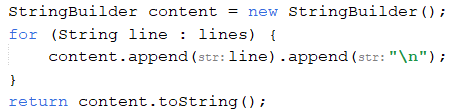 StringBuilder content = new StringBuilder();
for (String line : lines) {
    content.append(str: line).append(str: "\n");
}
return content.toString();